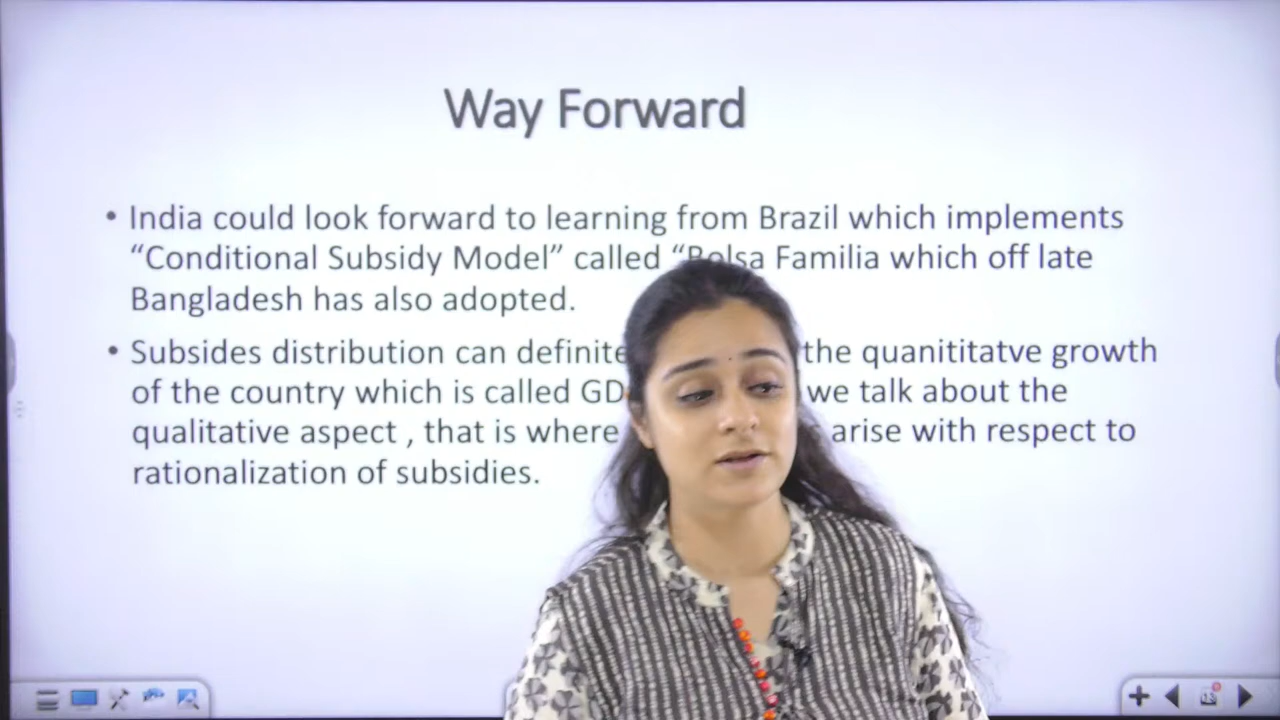 Way Forward
• India could look forward to learning from Brazil which implements
“Conditional Subsidy Model” called “Bolsa Familia which off late
Bangladesh has also adopted.
• Subsides distribution can the quanititatve growth
of the country which is called we talk about the
qualitative aspect , that is where arise with respect to
rationalization of subsidies.
13